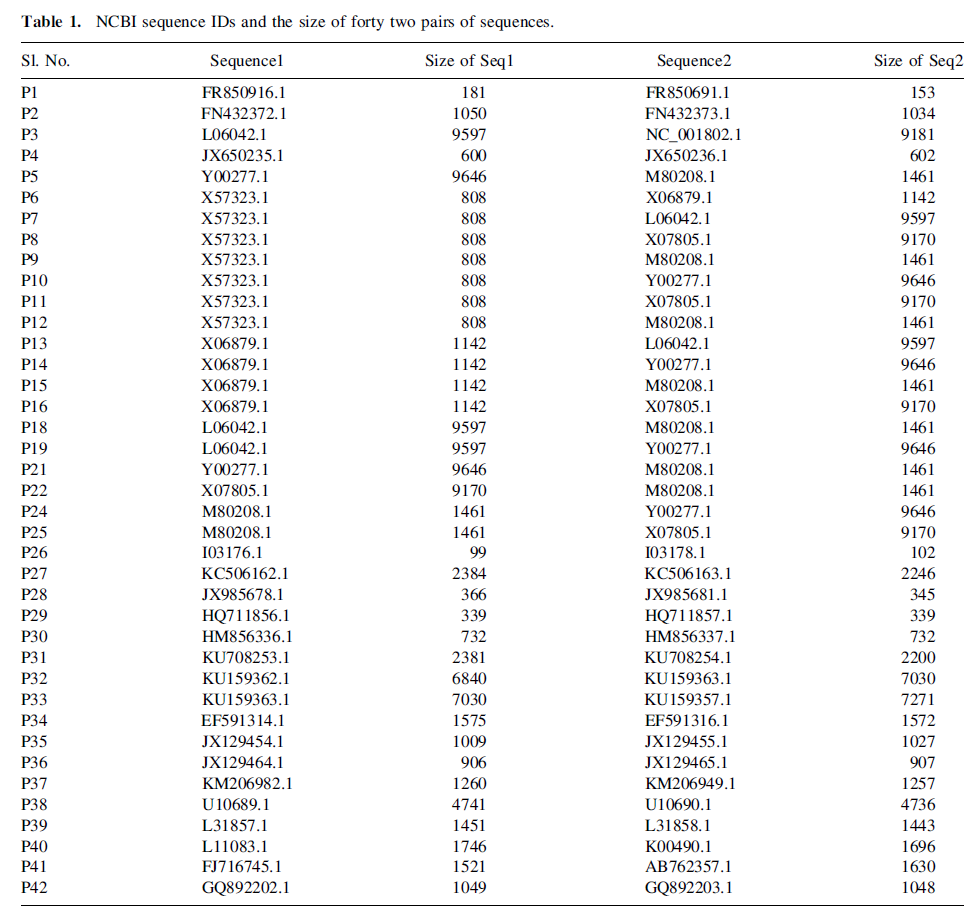 Table 1. NCBI sequence IDs and the size of forty two pairs of sequences.
Sl. No. Sequence1 Size of Seq1 Sequence2 Size of Seq2
P1 FR850916.1 181 FR850691.1 153
P2 FN432372.1 1050 FN432373.1 1034
P3 L06042.1 9597 NC_001802.1 9181
P4 JX650235.1 600 JX650236.1 602
P5 Y00277.1 9646 M80208.1 1461
P6 X57323.1 808 X06879.1 1142
P7 X57323.1 808 L06042.1 9597
P8 X57323.1 808 X07805.1 9170
P9 X57323.1 808 M80208.1 1461
P10 X57323.1 808 Y00277.1 9646
P11 X57323.1 808 X07805.1 9170
P12 X57323.1 808 M80208.1 1461
P13 X06879.1 1142 L06042.1 9597
P14 X06879.1 1142 Y00277.1 9646
P15 X06879.1 1142 M80208.1 1461
P16 X06879.1 1142 X07805.1 9170
P18 L06042.1 9597 M80208.1 1461
P19 L06042.1 9597 Y00277.1 9646
P21 Y00277.1 9646 M80208.1 1461
P22 X07805.1 9170 M80208.1 1461
P24 M80208.1 1461 Y00277.1 9646
P25 M80208.1 1461 X07805.1 9170
P26 I03176.1 99 I03178.1 102
P27 KC506162.1 2384 KC506163.1 2246
P28 JX985678.1 366 JX985681.1 345
P29 HQ711856.1 339 HQ711857.1 339
P30 HM856336.1 732 HM856337.1 732
P31 KU708253.1 2381 KU708254.1 2200
P32 KU159362.1 6840 KU159363.1 7030
P33 KU159363.1 7030 KU159357.1 7271
P34 EF591314.1 1575 EF591316.1 1572
P35 JX129454.1 1009 JX129455.1 1027
P36 JX129464.1 906 JX129465.1 907
P37 KM206982.1 1260 KM206949.1 1257
P38 U10689.1 4741 U10690.1 4736
P39 L31857.1 1451 L31858.1 1443
P40 L11083.1 1746 K00490.1 1696
P41 FJ716745.1 1521 AB762357.1 1630
P42 GQ892202.1 1049 GQ892203.1 1048